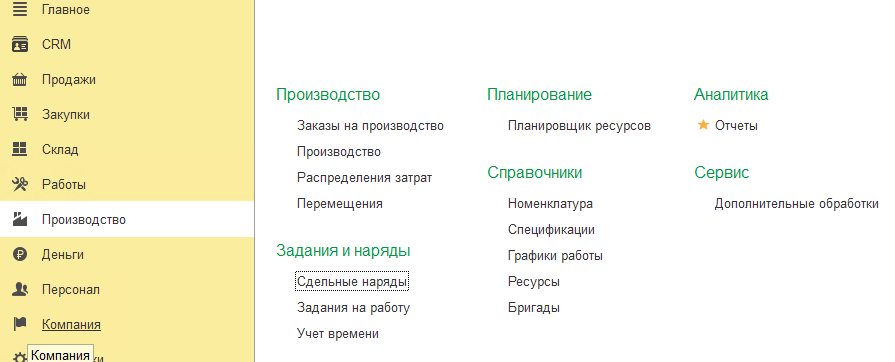 Главное
CRM
Продажи
Закупки
Склад
Работы
Производство
Деньги
Персонал
Компания
Компания
ки
Производство
Заказы на производство
Производство
Распределения затрат
Перемещения
Задания и наряды
Сдельные наряды
Задания на работу
Учет времени
Планирование
Планировщик ресурсов
Справочники
Номенклатура
Спецификации
Графики работы
Ресурсы
Бригады
Аналитика
Отчеты
Сервис
Дополнительные обработки